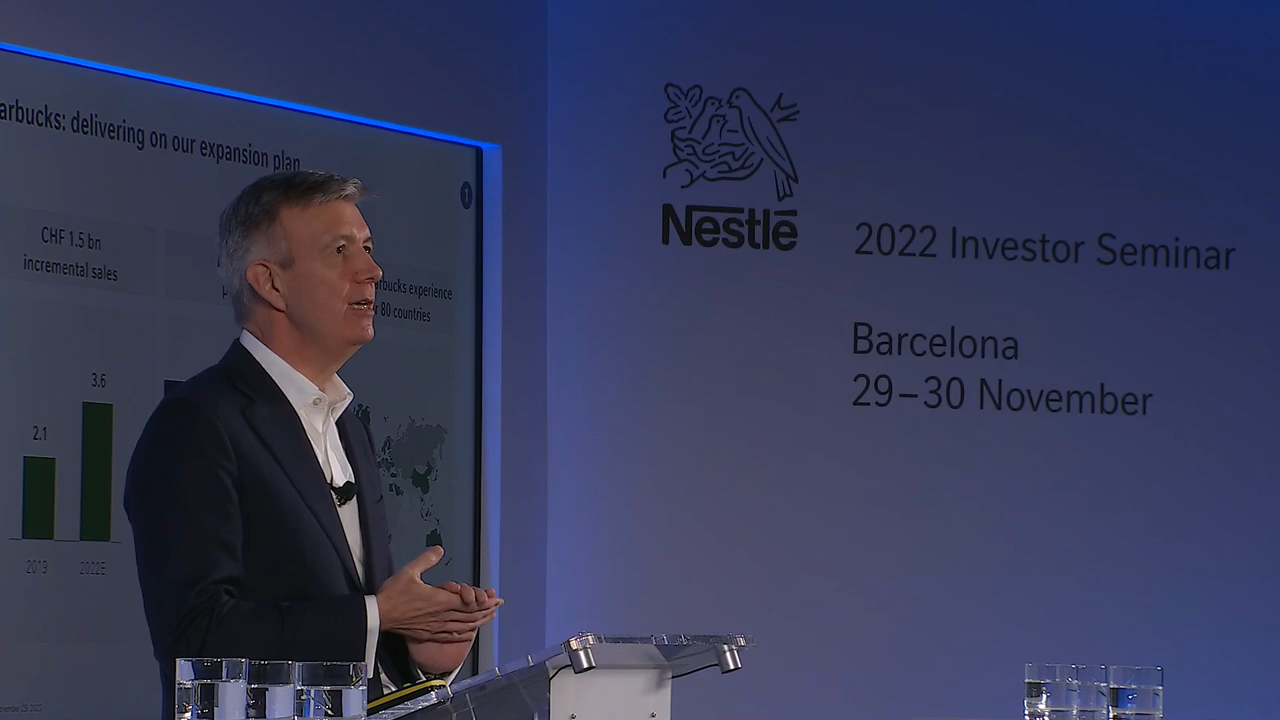 arbucks: delivering on our expansion plan
CHF 1.5 bn
incremental sales
arbucks experience
80 countries
3.6
2.1
2019
2022E
Nestlé
2022 Investor Seminar
Barcelona
29–30 November